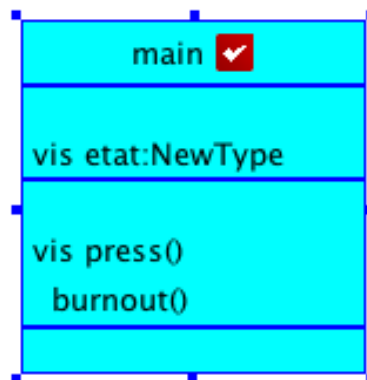 main
vis etat:NewType
vis press()
burnout()